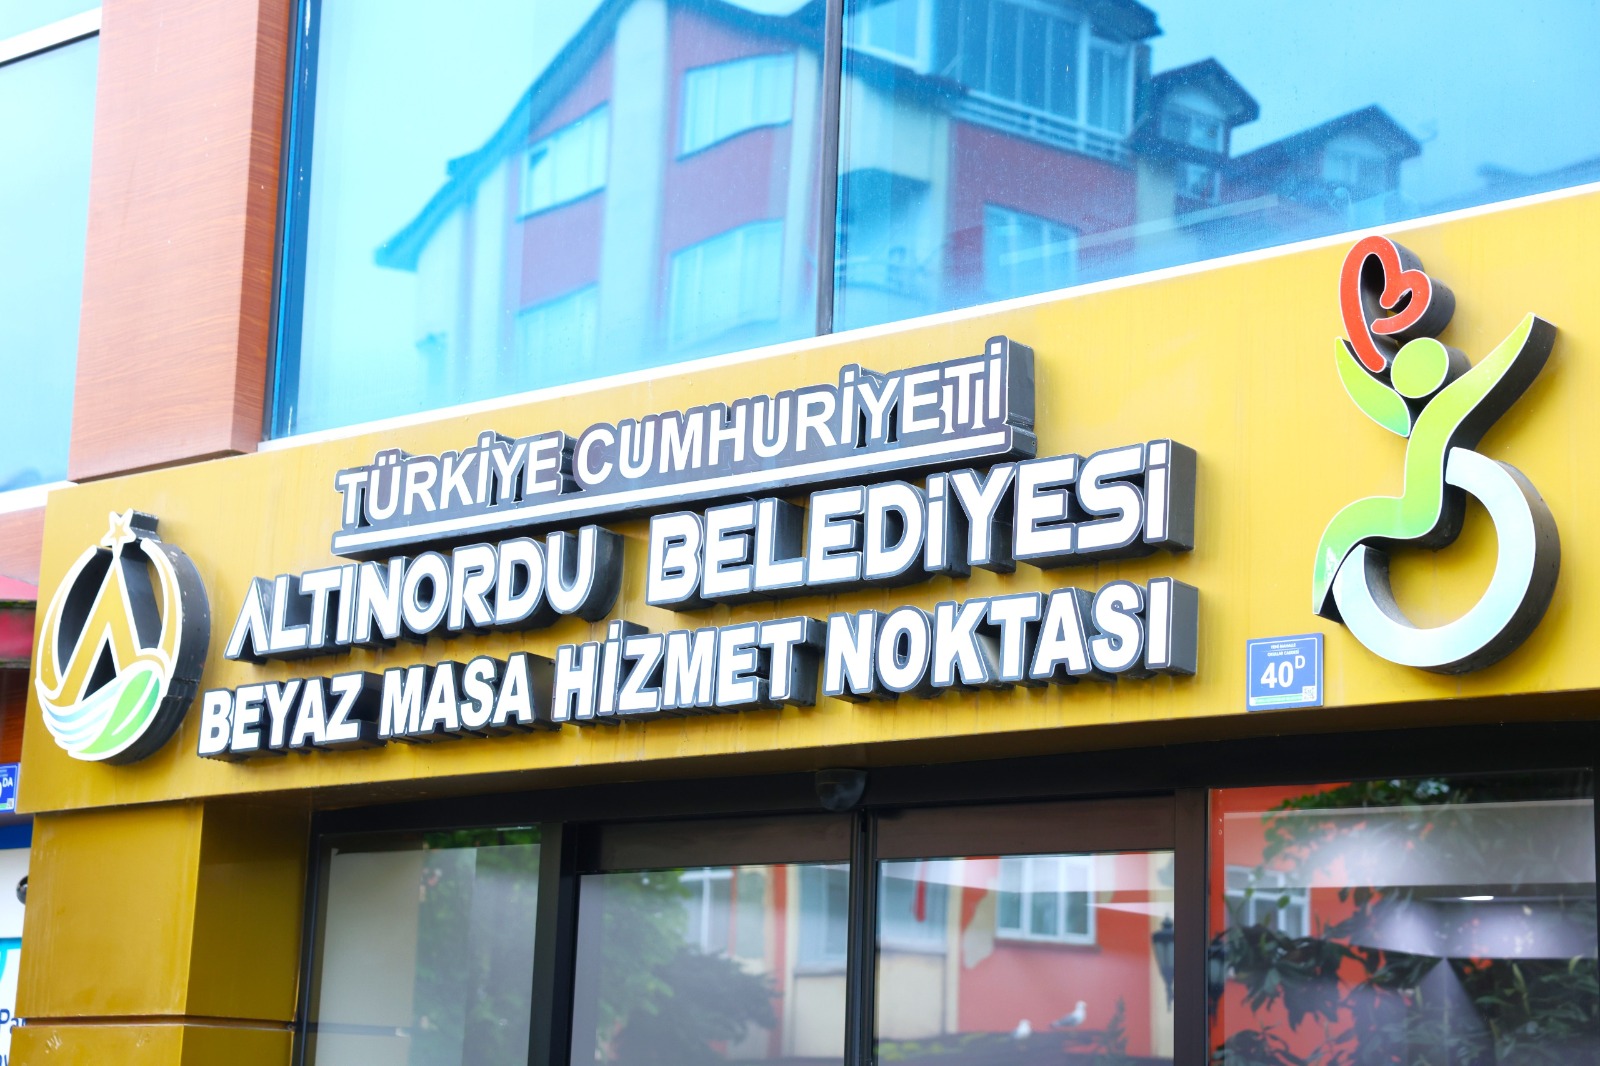 TÜRKİYE CUMHURİYETİ
ALTINORDU BELEDİYESİ
BEYAZ MASA HİZMET NOKTASI
40D